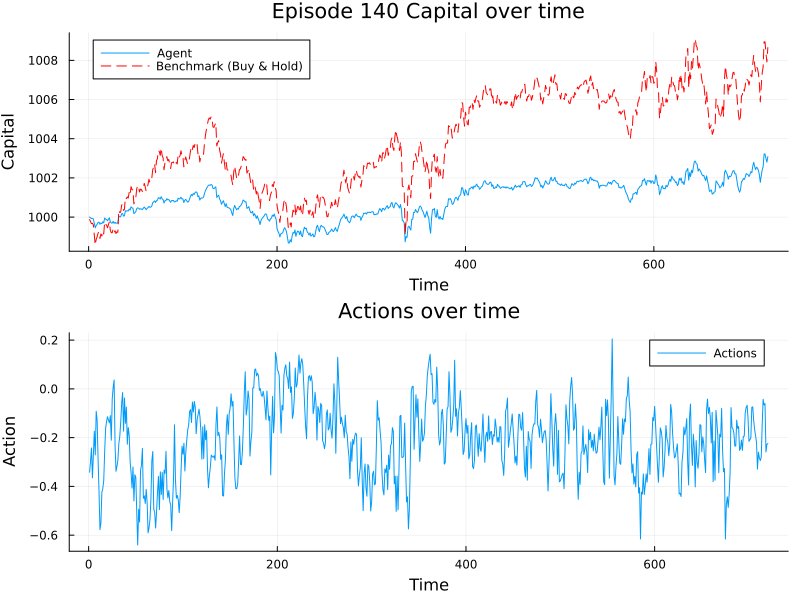 Episode 140 Capital over time
Capital
1008
1006
1004
1002
1000
Agent
Benchmark (Buy & Hold)
0
200
400
600
Time
Actions over time
Action
0.2
0.0
−0.2
−0.4
−0.6
Actions
0
200
400
600
Time